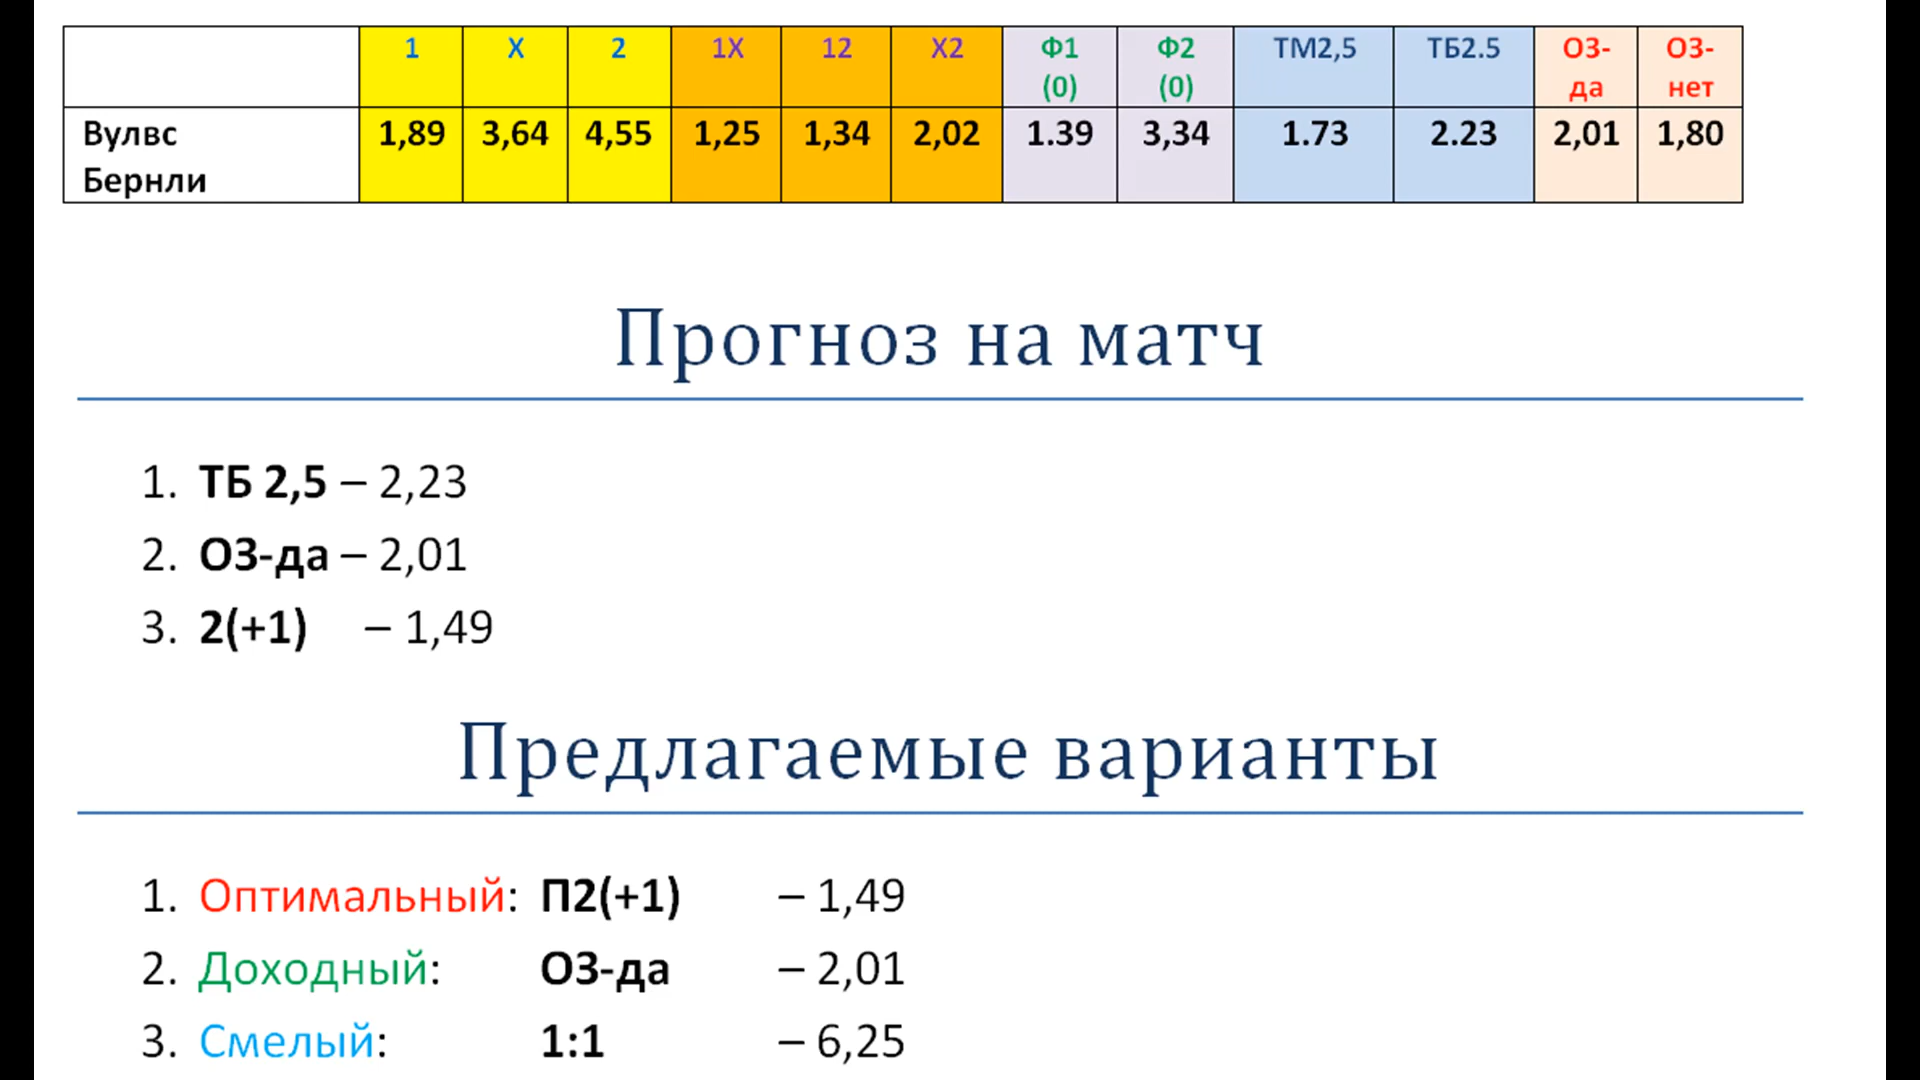 1 X 2 1X 12 X2 Ф1 (0) Ф2 (0) ТМ2,5 ТБ2.5 ОЗ-да ОЗ-нет
Вулвс Бернли 1,89 3,64 4,55 1,25 1,34 2,02 1.39 3,34 1.73 2.23 2,01 1,80
Прогноз на матч
1. ТБ 2,5 – 2,23
2. ОЗ-да – 2,01
3. 2(+1) – 1,49
Предлагаемые варианты
1. Оптимальный: П2(+1) – 1,49
2. Доходный: ОЗ-да – 2,01
3. Смелый: 1:1 – 6,25